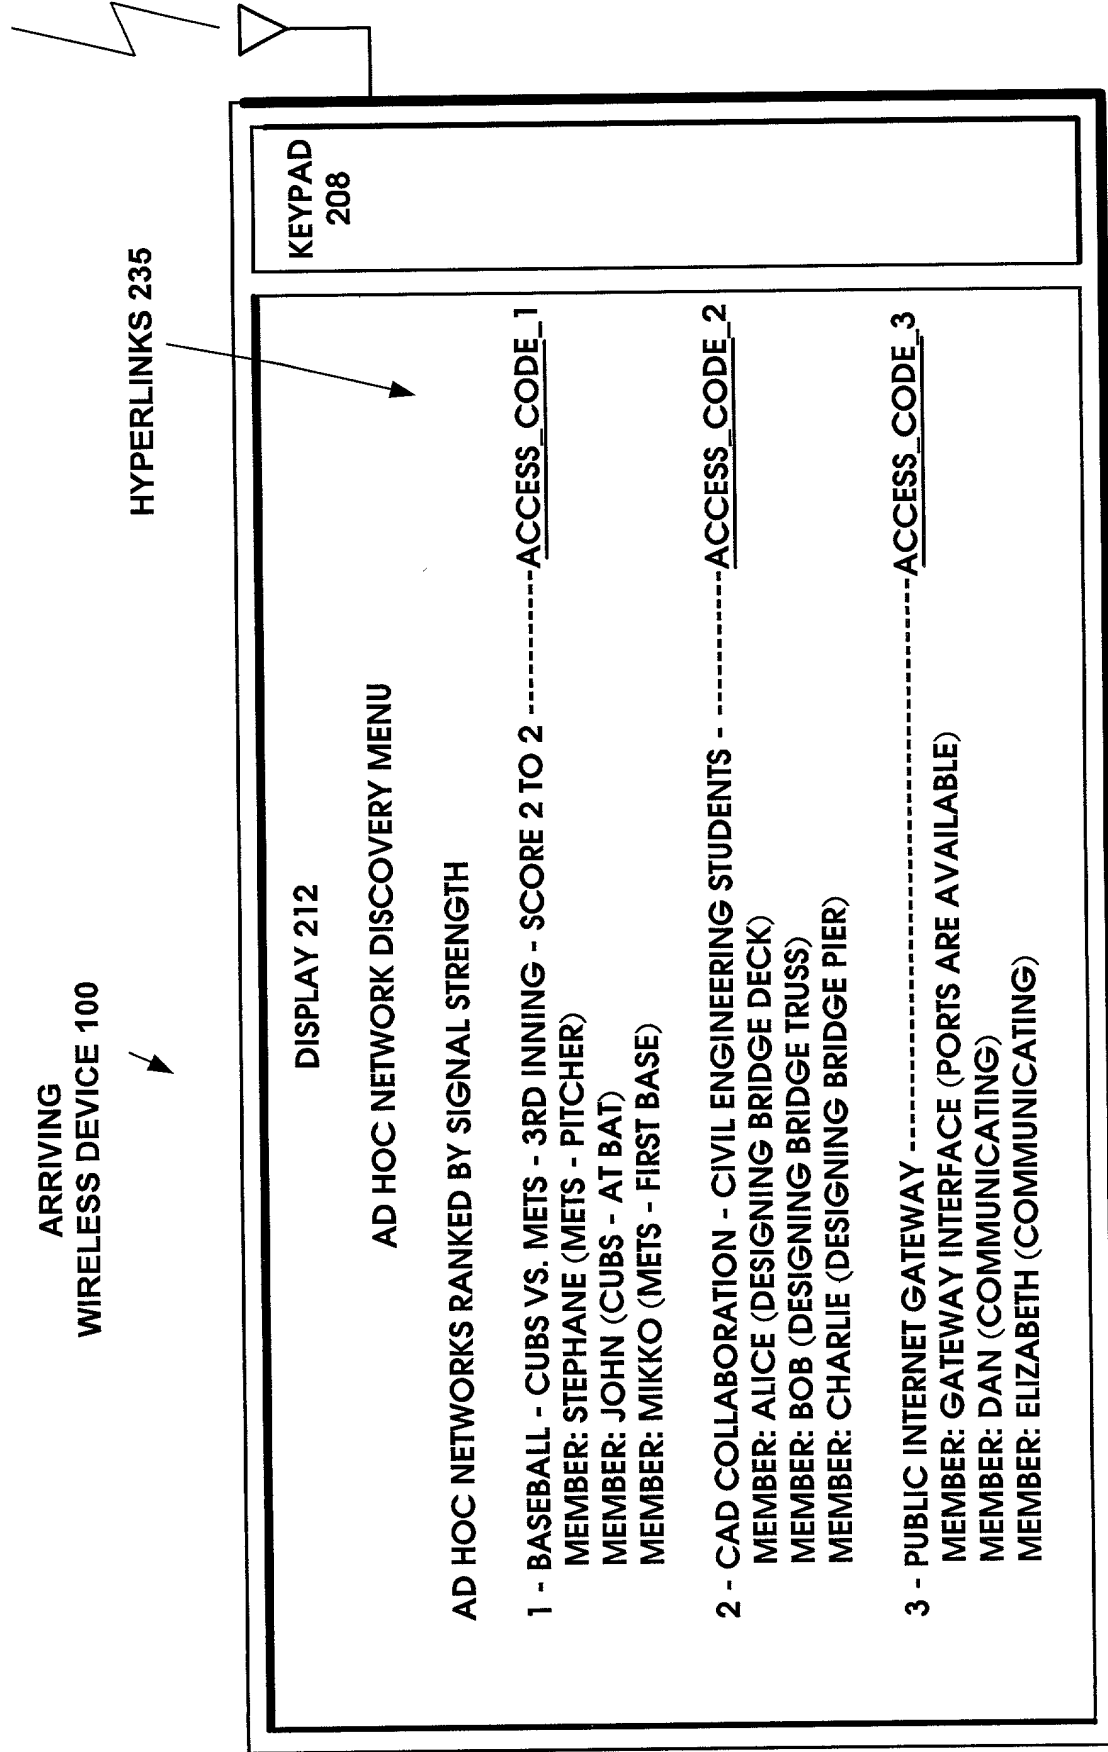 ARRIVING
WIRELESS DEVICE 100
HYPERLINKS 235
DISPLAY 212
KEYPAD
208
AD HOC NETWORK DISCOVERY MENU
AD HOC NETWORKS RANKED BY SIGNAL STRENGTH
1 - BASEBALL - CUBS VS. METS - 3RD INNING - SCORE 2 TO 2 ------------ACCESS_CODE_1
MEMBER: STEPHANE (METS - PITCHER)
MEMBER: JOHN (CUBS - AT BAT)
MEMBER: MIKKO (METS - FIRST BASE)
2 - CAD COLLABORATION - CIVIL ENGINEERING STUDENTS - ------------ACCESS_CODE_2
MEMBER: ALICE (DESIGNING BRIDGE DECK)
MEMBER: BOB (DESIGNING BRIDGE TRUSS)
MEMBER: CHARLIE (DESIGNING BRIDGE PIER)
3 - PUBLIC INTERNET GATEWAY ------------------------------------------------ACCESS_CODE_3
MEMBER: GATEWAY INTERFACE (PORTS ARE AVAILABLE)
MEMBER: DAN (COMMUNICATING)
MEMBER: ELIZABETH (COMMUNICATING)